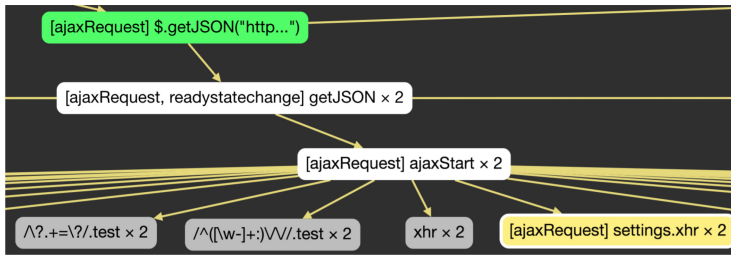 [ajaxRequest] $.getJSON("http...")
[ajaxRequest, readystatechange] getJSON × 2
[ajaxRequest] ajaxStart × 2
/\?.+=\?/.test × 2
/^([\w-]+:)\/\//.test × 2
xhr × 2
[ajaxRequest] settings.xhr × 2